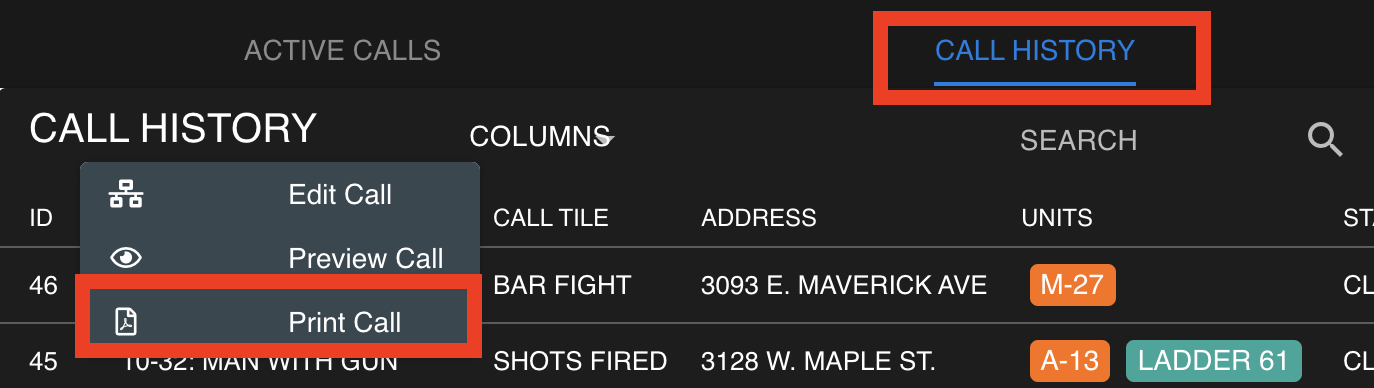 ACTIVE CALLS CALL HISTORY
CALL HISTORY COLUMNS SEARCH
Edit Call
ID CALL TILE ADDRESS UNITS
Preview Call
46 BAR FIGHT 3093 E. MAVERICK AVE M-27 CL
Print Call
45 10-32: MAN WITH GUN SHOTS FIRED 3128 W. MAPLE ST. A-13 LADDER 61 CL